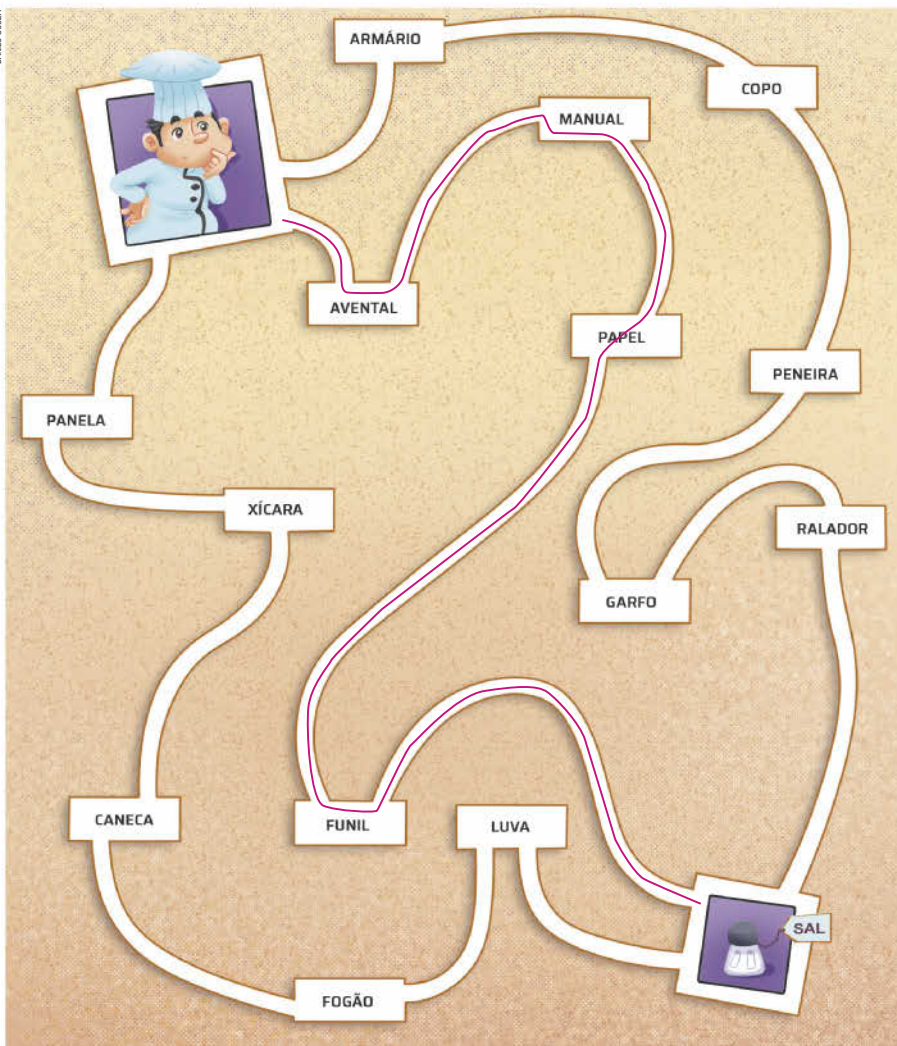 ARMÁRIO
COPO
MANUAL
AVENTAL
PAPEL
PENEIRA
PANELA
XÍCARA
RALADOR
GARFO
CANECA
FUNIL
LUVA
SAL
FOGÃO